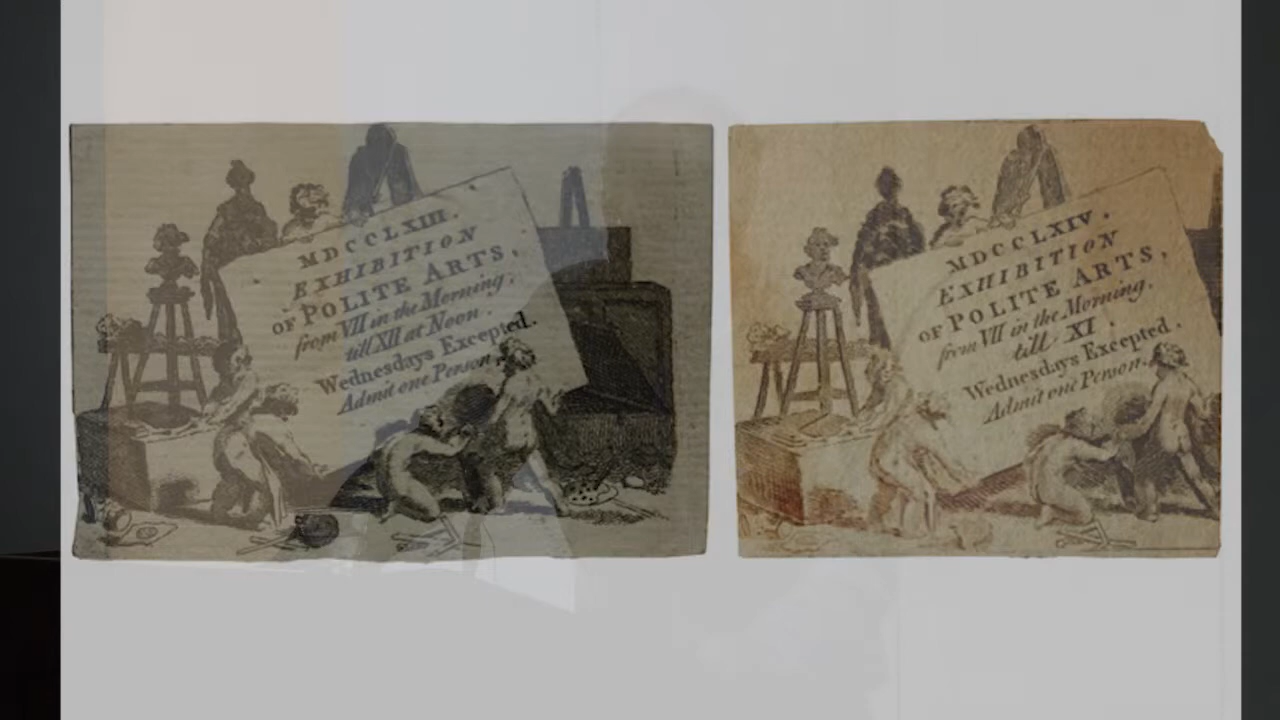 MDCCLXIII.
EXHIBITION
OF POLITE ARTS,
from VII in the Morning,
till XII at Noon.
Wednesdays Excepted.
Admit one Person.
MDCCLXIV.
EXHIBITION
OF POLITE ARTS,
from VII in the Morning.
till XI.
Wednesdays Excepted.
Admit one Person.